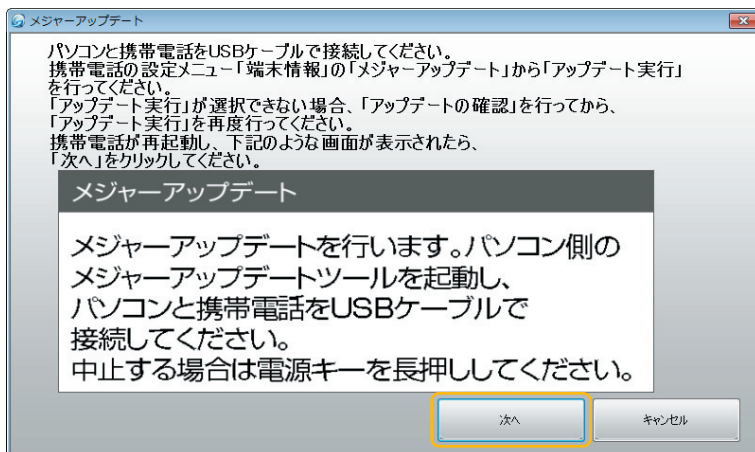 メジャーアップデート
パソコンと携帯電話をUSBケーブルで接続してください。
携帯電話の設定メニュー「端末情報」の「メジャーアップデート」から「アップデート実行」
を行ってください。
「アップデート実行」が選択できない場合、「アップデートの確認」を行ってから、
「アップデート実行」を再度行ってください。
携帯電話が再起動し、下記のような画面が表示されたら、
「次へ」をクリックしてください。
メジャーアップデート
メジャーアップデートを行います。パソコン側の
メジャーアップデートツールを起動し、
パソコンと携帯電話をUSBケーブルで
接続してください。
中止する場合は電源キーを長押ししてください。
次へ
キャンセル